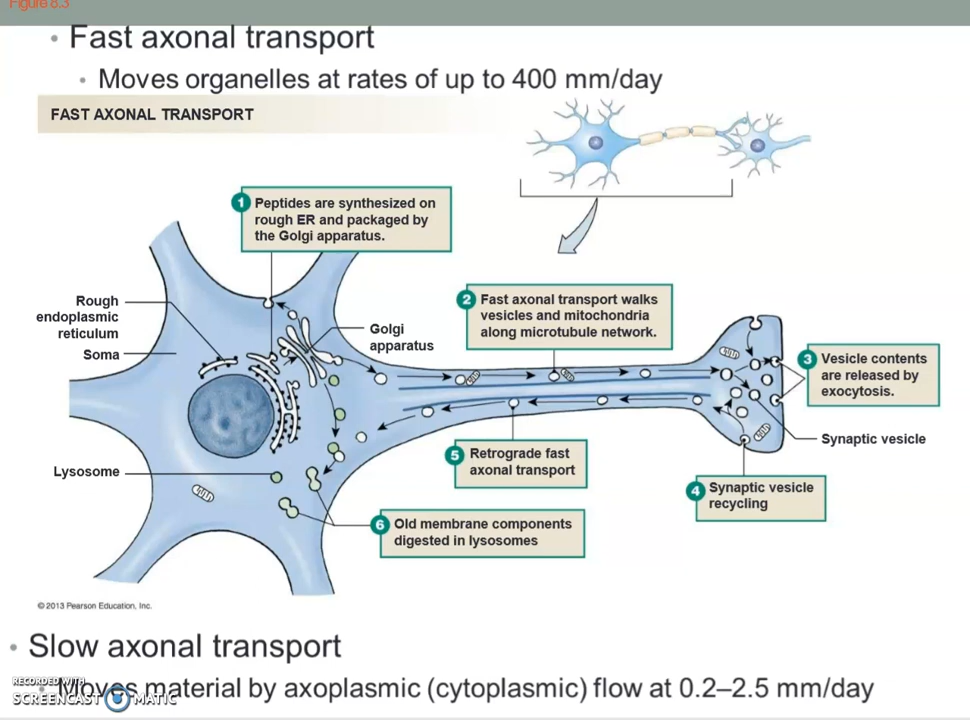 Figure 8.3
• Fast axonal transport
• Moves organelles at rates of up to 400 mm/day
FAST AXONAL TRANSPORT
1 Peptides are synthesized on
rough ER and packaged by
the Golgi apparatus.
Rough
endoplasmic
reticulum
Soma
Golgi
apparatus
2 Fast axonal transport walks
vesicles and mitochondria
along microtubule network.
3 Vesicle contents
are released by
exocytosis.
Synaptic vesicle
Lysosome
5 Retrograde fast
axonal transport
4 Synaptic vesicle
recycling
6 Old membrane components
digested in lysosomes
© 2013 Pearson Education, Inc.
• Slow axonal transport
• Moves material by axoplasmic (cytoplasmic) flow at 0.2–2.5 mm/day
RECORDED WITH
SCREENCAST MATIC